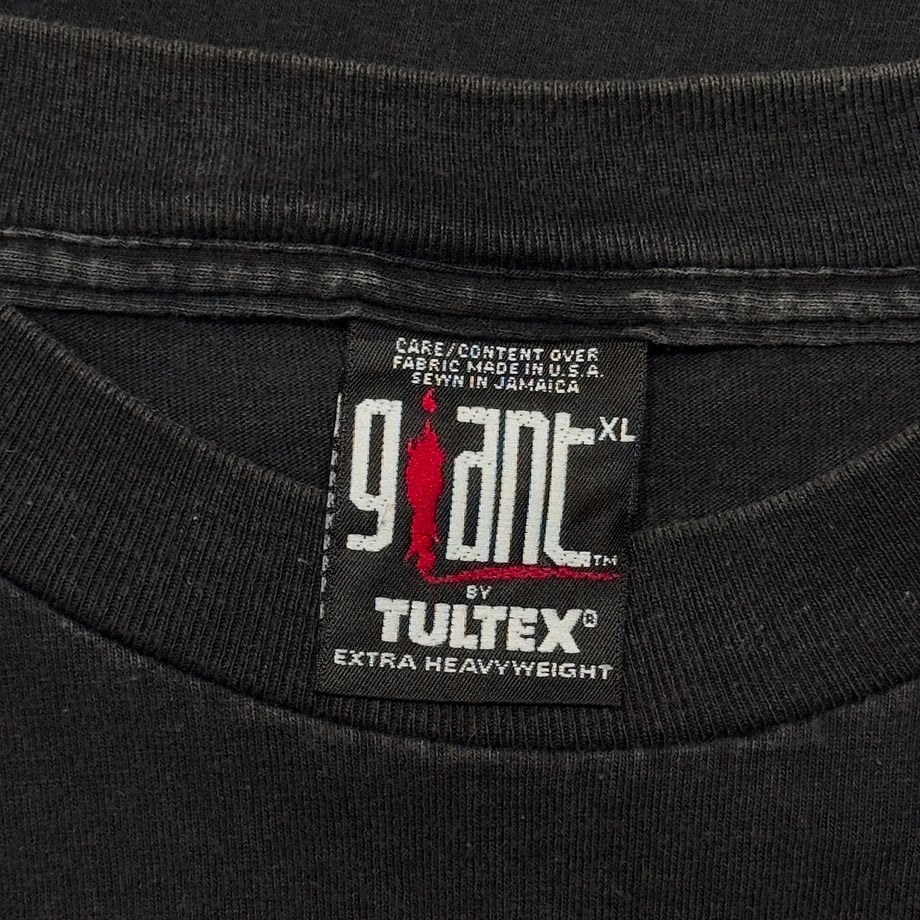 CARE/CONTENT OVER
FABRIC MADE IN U.S.A.
SEWN IN JAMAICA
giant XL
TM
BY
TULTEX®
EXTRA HEAVYWEIGHT